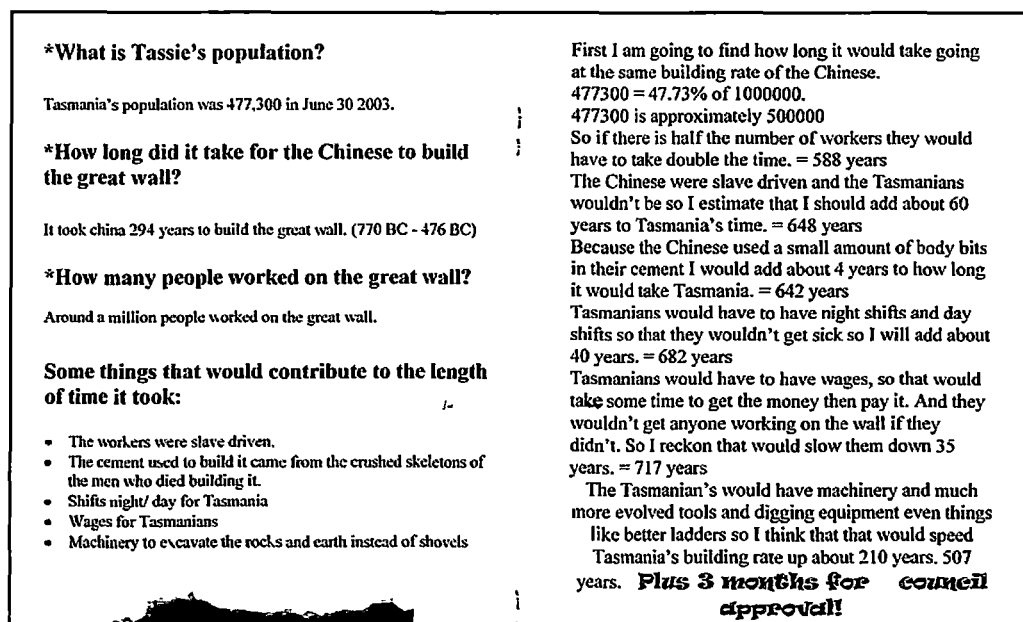 *What is Tassie's population?
Tasmania's population was 477,300 in June 30 2003.
*How long did it take for the Chinese to build
the great wall?
It took china 294 years to build the great wall. (770 BC - 476 BC)
*How many people worked on the great wall?
Around a million people worked on the great wall.
Some things that would contribute to the length
of time it took:
• The workers were slave driven.
• The cement used to build it came from the crushed skeletons of
the men who died building it.
• Shifts night/ day for Tasmania
• Wages for Tasmanians
• Machinery to excavate the rocks and earth instead of shovels
First I am going to find how long it would take going
at the same building rate of the Chinese.
477300 = 47.73% of 1000000.
477300 is approximately 500000
So if there is half the number of workers they would
have to take double the time. = 588 years
The Chinese were slave driven and the Tasmanians
wouldn't be so I estimate that I should add about 60
years to Tasmania's time. = 648 years
Because the Chinese used a small amount of body bits
in their cement I would add about 4 years to how long
it would take Tasmania. = 642 years
Tasmanians would have to have night shifts and day
shifts so that they wouldn't get sick so I will add about
40 years. = 682 years
Tasmanians would have to have wages, so that would
take some time to get the money then pay it. And they
wouldn't get anyone working on the wall if they
didn't. So I reckon that would slow them down 35
years. = 717 years
The Tasmanian's would have machinery and much
more evolved tools and digging equipment even things
like better ladders so I think that that would speed
Tasmania's building rate up about 210 years. 507
years. Plus 3 months for council
approval!